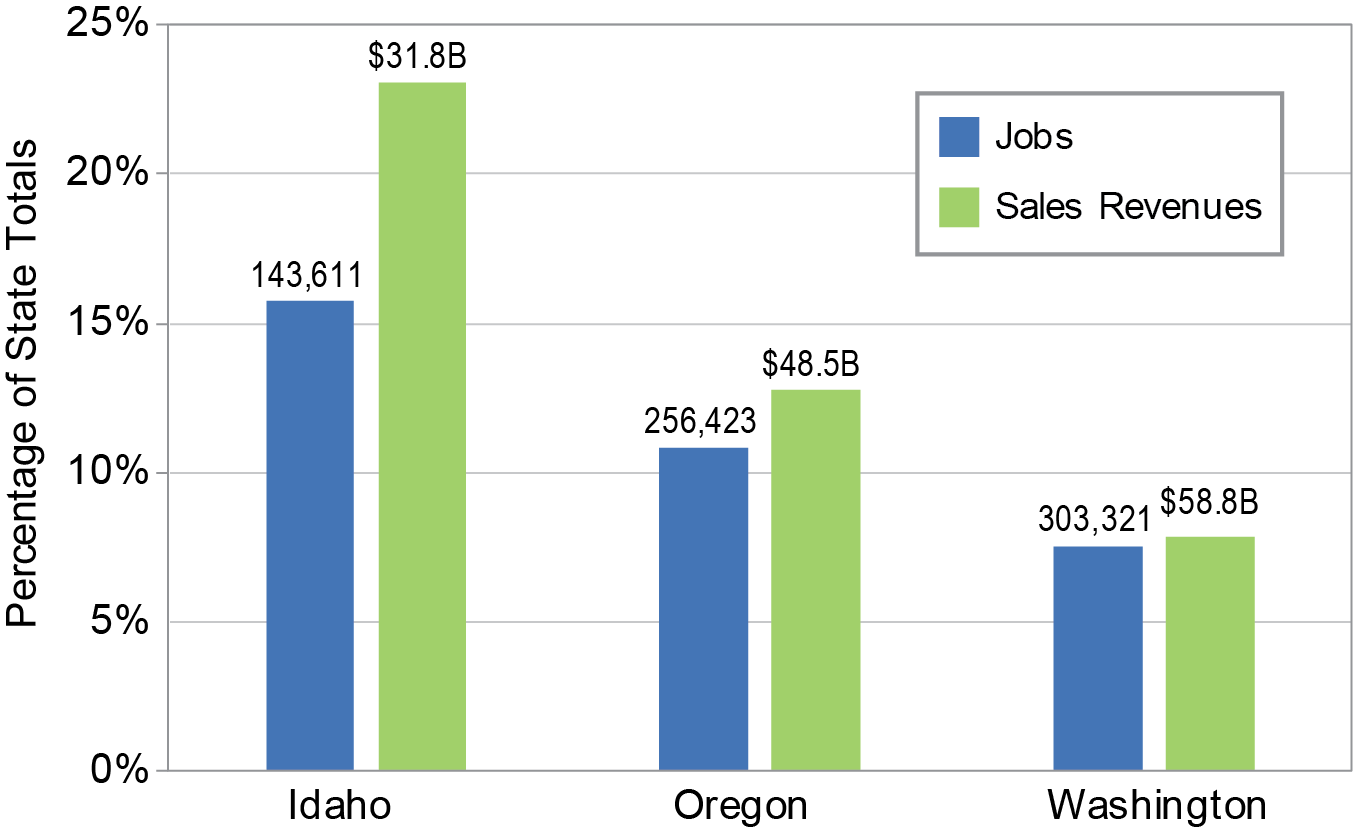 Percentage of State Totals
25%
20%
15%
10%
5%
0%
Jobs
Sales Revenues
143,611
$31.8B
256,423
$48.5B
303,321
$58.8B
Idaho
Oregon
Washington